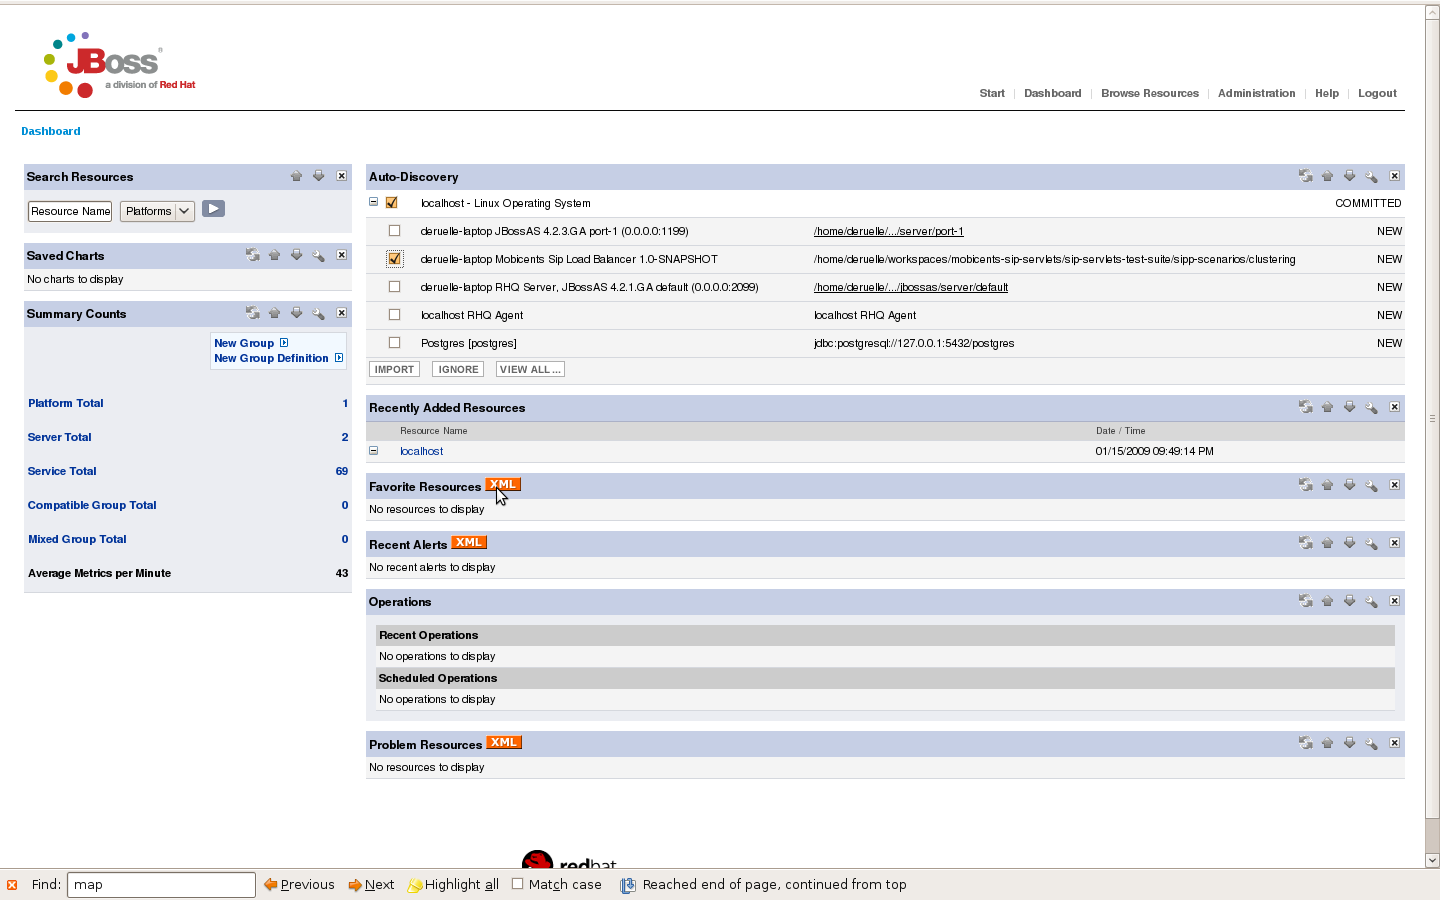 JBoss®
a division of Red Hat
Start Dashboard Browse Resources Administration Help Logout
Dashboard
Search Resources
Resource Name Platforms
Saved Charts
No charts to display
Summary Counts
New Group
New Group Definition
Platform Total 1
Server Total 2
Service Total 69
Compatible Group Total 0
Mixed Group Total 0
Average Metrics per Minute 43
Auto-Discovery
localhost - Linux Operating System COMMITTED
deruelle-laptop JBossAS 4.2.3.GA port-1 (0.0.0.0:1199) /home/deruelle/.../server/port-1 NEW
deruelle-laptop Mobicents Sip Load Balancer 1.0-SNAPSHOT /home/deruelle/workspaces/mobicents-sip-servlets/sip-servlets-test-suite/sipp-scenarios/clustering NEW
deruelle-laptop RHQ Server, JBossAS 4.2.1.GA default (0.0.0.0:2099) /home/deruelle/.../jbossas/server/default NEW
localhost RHQ Agent localhost RHQ Agent NEW
Postgres [postgres] jdbc:postgresql://127.0.0.1:5432/postgres NEW
IMPORT IGNORE VIEW ALL ...
Recently Added Resources
Resource Name Date / Time
localhost 01/15/2009 09:49:14 PM
Favorite Resources XML
No resources to display
Recent Alerts XML
No recent alerts to display
Operations
Recent Operations
No operations to display
Scheduled Operations
No operations to display
Problem Resources XML
No resources to display
redhat
Find: map Previous Next Highlight all Match case Reached end of page, continued from top